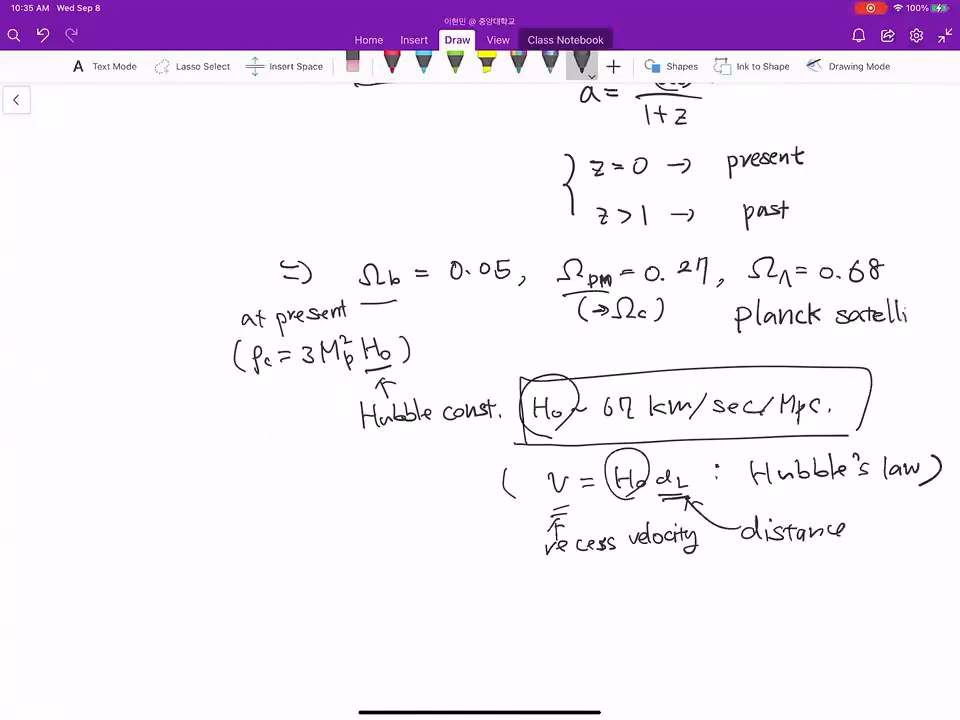 10:35 AM Wed Sep 8
100%
이현민 @ 중앙대학교
Home Insert Draw View Class Notebook
Text Mode Lasso Select Insert Space Shapes Ink to Shape Drawing Mode
a =
1+z
z = 0 → present
z > 1 → past
⇒ Ωb = 0.05, ΩDM = 0.27, ΩΛ = 0.68
at present (→Ωc) planck satelli
(ρc = 3 Mp² H0)
Hubble const. H0 ~ 67 km/sec/Mpc.
( v = H0 dL : Hubble's law)
recess velocity distance